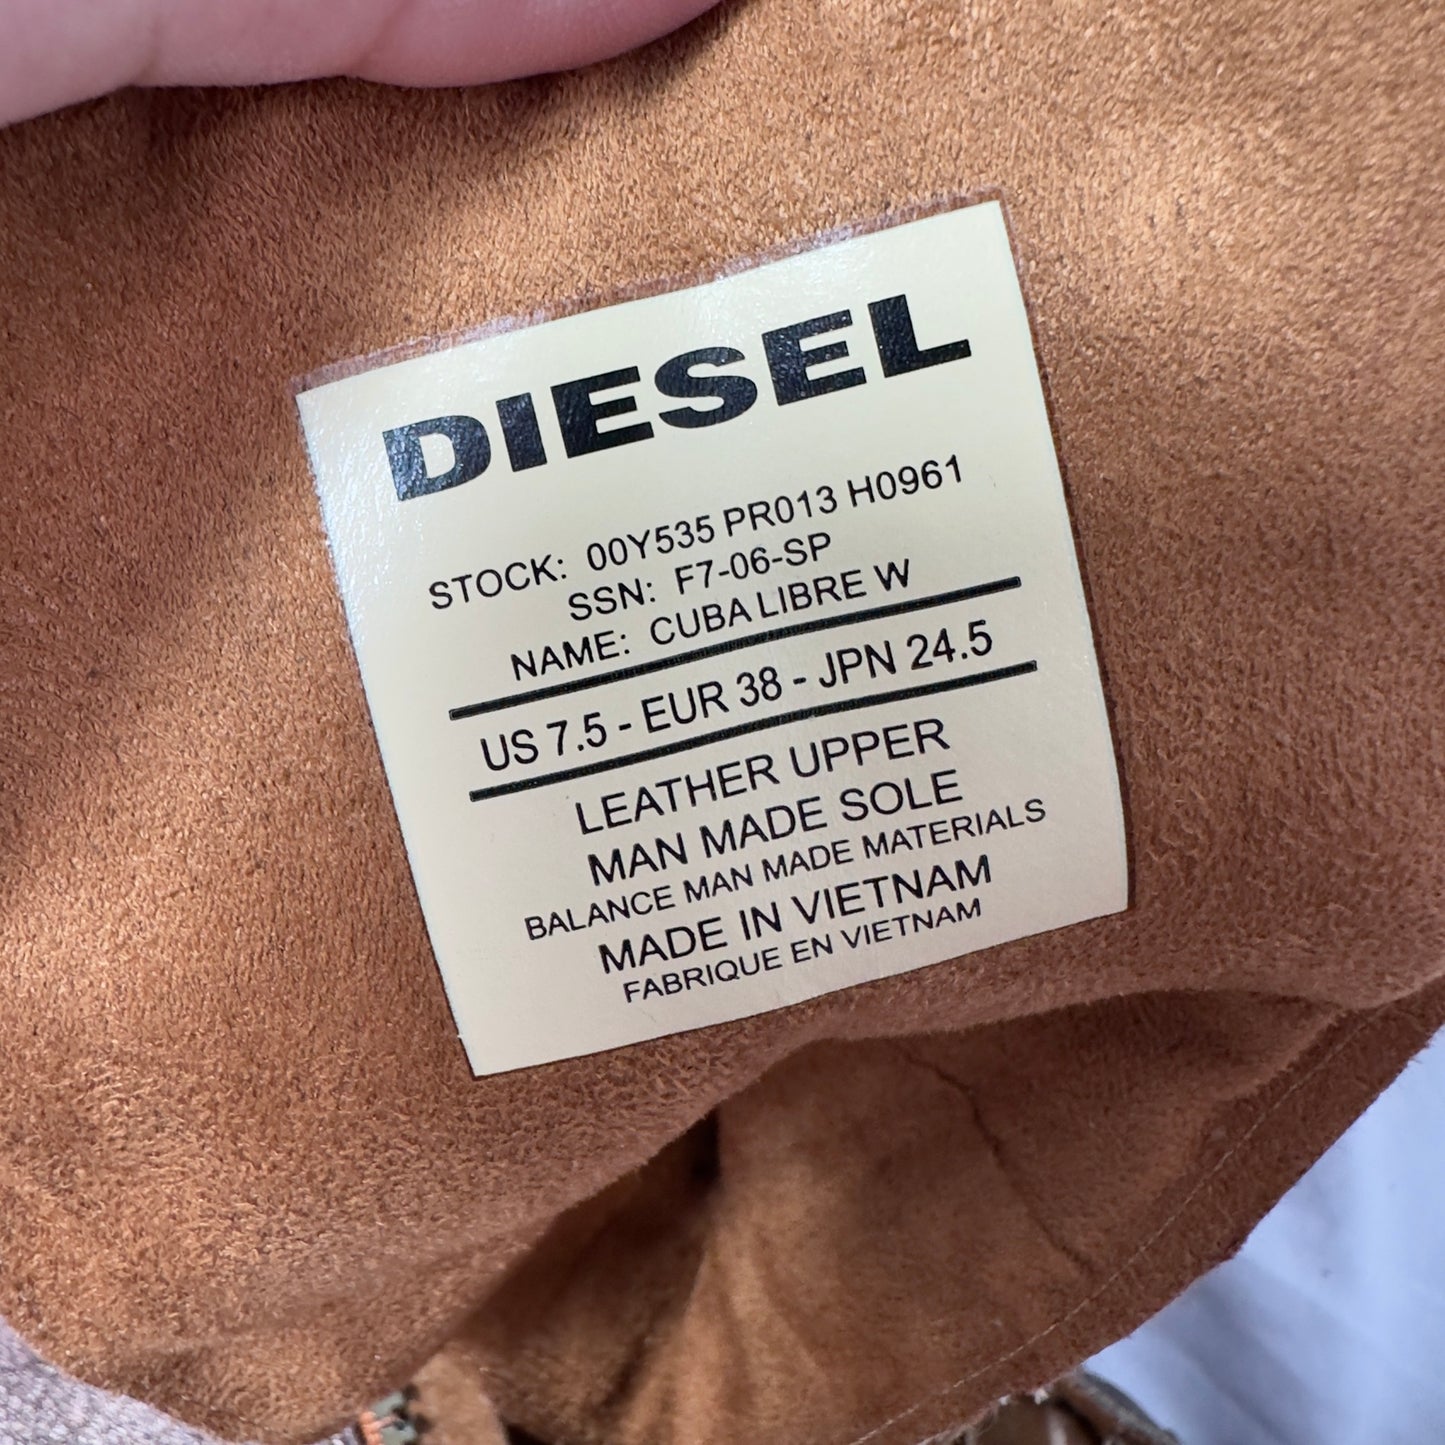 DIESEL
STOCK: 00Y535 PR013 H0961
SSN: F7-06-SP
NAME: CUBA LIBRE W
US 7.5 - EUR 38 - JPN 24.5
LEATHER UPPER
MAN MADE SOLE
BALANCE MAN MADE MATERIALS
MADE IN VIETNAM
FABRIQUE EN VIETNAM